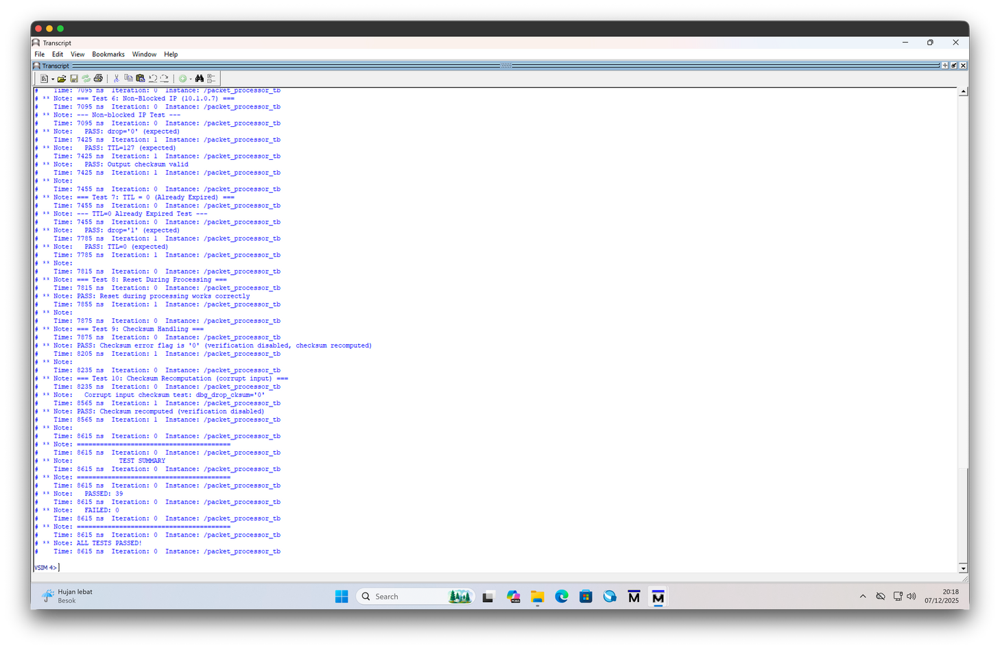 Transcript
File Edit View Bookmarks Window Help
Transcript
# Time: 7095 ns Iteration: 0 Instance: /packet_processor_tb
# ** Note: === Test 6: Non-Blocked IP (10.1.0.7) ===
# Time: 7095 ns Iteration: 0 Instance: /packet_processor_tb
# ** Note: --- Non-blocked IP Test ---
# Time: 7095 ns Iteration: 0 Instance: /packet_processor_tb
# ** Note: PASS: drop='0' (expected)
# Time: 7425 ns Iteration: 1 Instance: /packet_processor_tb
# ** Note: PASS: TTL=127 (expected)
# Time: 7425 ns Iteration: 1 Instance: /packet_processor_tb
# ** Note: PASS: Output checksum valid
# Time: 7425 ns Iteration: 1 Instance: /packet_processor_tb
# ** Note:
# Time: 7455 ns Iteration: 0 Instance: /packet_processor_tb
# ** Note: === Test 7: TTL = 0 (Already Expired) ===
# Time: 7455 ns Iteration: 0 Instance: /packet_processor_tb
# ** Note: --- TTL=0 Already Expired Test ---
# Time: 7455 ns Iteration: 0 Instance: /packet_processor_tb
# ** Note: PASS: drop='1' (expected)
# Time: 7785 ns Iteration: 1 Instance: /packet_processor_tb
# ** Note: PASS: TTL=0 (expected)
# Time: 7785 ns Iteration: 1 Instance: /packet_processor_tb
# ** Note:
# Time: 7815 ns Iteration: 0 Instance: /packet_processor_tb
# ** Note: === Test 8: Reset During Processing ===
# Time: 7815 ns Iteration: 0 Instance: /packet_processor_tb
# ** Note: PASS: Reset during processing works correctly
# Time: 7855 ns Iteration: 1 Instance: /packet_processor_tb
# ** Note:
# Time: 7875 ns Iteration: 0 Instance: /packet_processor_tb
# ** Note: === Test 9: Checksum Handling ===
# Time: 7875 ns Iteration: 0 Instance: /packet_processor_tb
# ** Note: PASS: Checksum error flag is '0' (verification disabled, checksum recomputed)
# Time: 8205 ns Iteration: 1 Instance: /packet_processor_tb
# ** Note:
# Time: 8235 ns Iteration: 0 Instance: /packet_processor_tb
# ** Note: === Test 10: Checksum Recomputation (corrupt input) ===
# Time: 8235 ns Iteration: 0 Instance: /packet_processor_tb
# ** Note: Corrupt input checksum test: dbg_drop_cksum='0'
# Time: 8565 ns Iteration: 1 Instance: /packet_processor_tb
# ** Note: PASS: Checksum recomputed (verification disabled)
# Time: 8565 ns Iteration: 1 Instance: /packet_processor_tb
# ** Note:
# Time: 8615 ns Iteration: 0 Instance: /packet_processor_tb
# ** Note: ========================================
# Time: 8615 ns Iteration: 0 Instance: /packet_processor_tb
# ** Note: TEST SUMMARY
# Time: 8615 ns Iteration: 0 Instance: /packet_processor_tb
# ** Note: ========================================
# Time: 8615 ns Iteration: 0 Instance: /packet_processor_tb
# ** Note: PASSED: 39
# Time: 8615 ns Iteration: 0 Instance: /packet_processor_tb
# ** Note: FAILED: 0
# Time: 8615 ns Iteration: 0 Instance: /packet_processor_tb
# ** Note: ========================================
# Time: 8615 ns Iteration: 0 Instance: /packet_processor_tb
# ** Note: ALL TESTS PASSED!
# Time: 8615 ns Iteration: 0 Instance: /packet_processor_tb
VSIM 4>
Hujan lebat
Besok
Search
M365
20:18
07/12/2025